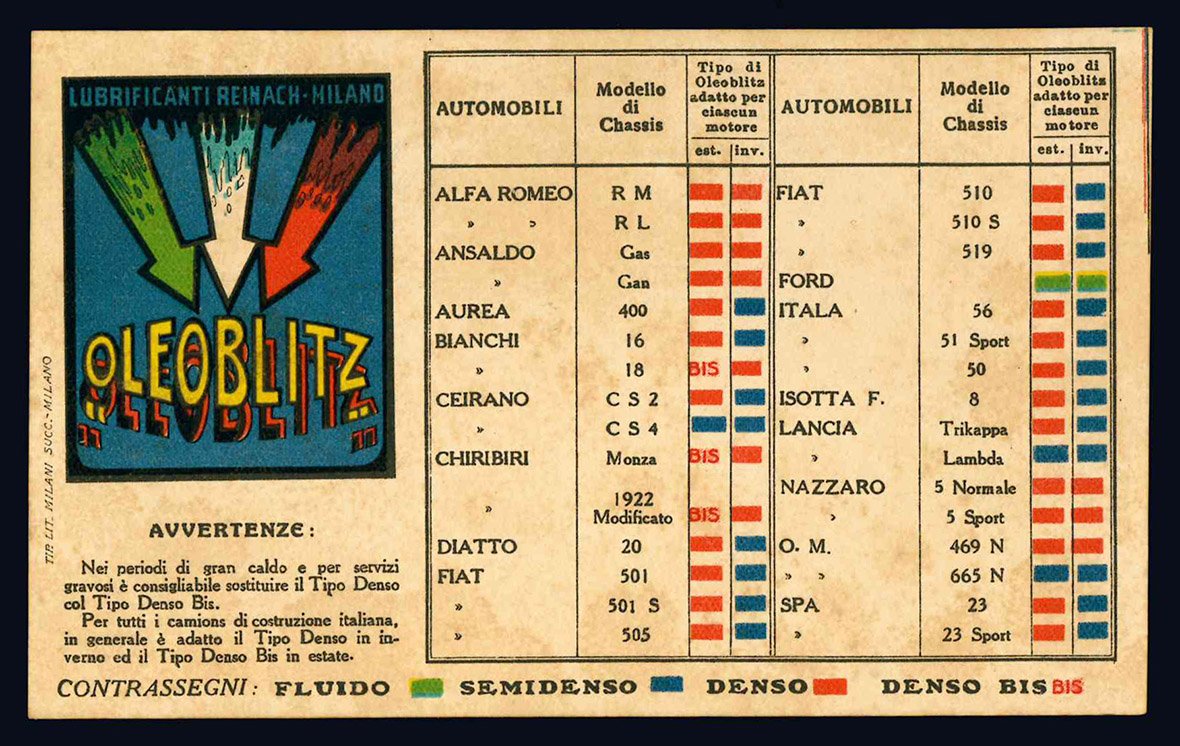 LUBRIFICANTI REINACH-MILANO
"OLEOBLITZ"
TIP. LIT. MILANI SUCC.-MILANO
AVVERTENZE:
Nei periodi di gran caldo e per servizi
gravosi è consigliabile sostituire il Tipo Denso
col Tipo Denso Bis.
Per tutti i camions di costruzione italiana,
in generale è adatto il Tipo Denso in in-
verno ed il Tipo Denso Bis in estate.
AUTOMOBILI
Modello
di
Chassis
Tipo di
Oleoblitz
adatto per
ciascun
motore
est. inv.
ALFA ROMEO R M
» » R L
ANSALDO Gas
» Gan
AUREA 400
BIANCHI 16
» 18 BIS
CEIRANO C S 2
» C S 4
CHIRIBIRI Monza BIS
1922
» Modificato BIS
DIATTO 20
FIAT 501
» 501 S
» 505
AUTOMOBILI
Modello
di
Chassis
Tipo di
Oleoblitz
adatto per
ciascun
motore
est. inv.
FIAT 510
» 510 S
» 519
FORD
ITALA 56
» 51 Sport
» 50
ISOTTA F. 8
LANCIA Trikappa
» Lambda
NAZZARO 5 Normale
» 5 Sport
O. M. 469 N
» » 665 N
SPA 23
» 23 Sport
CONTRASSEGNI: FLUIDO SEMIDENSO DENSO DENSO BIS BIS